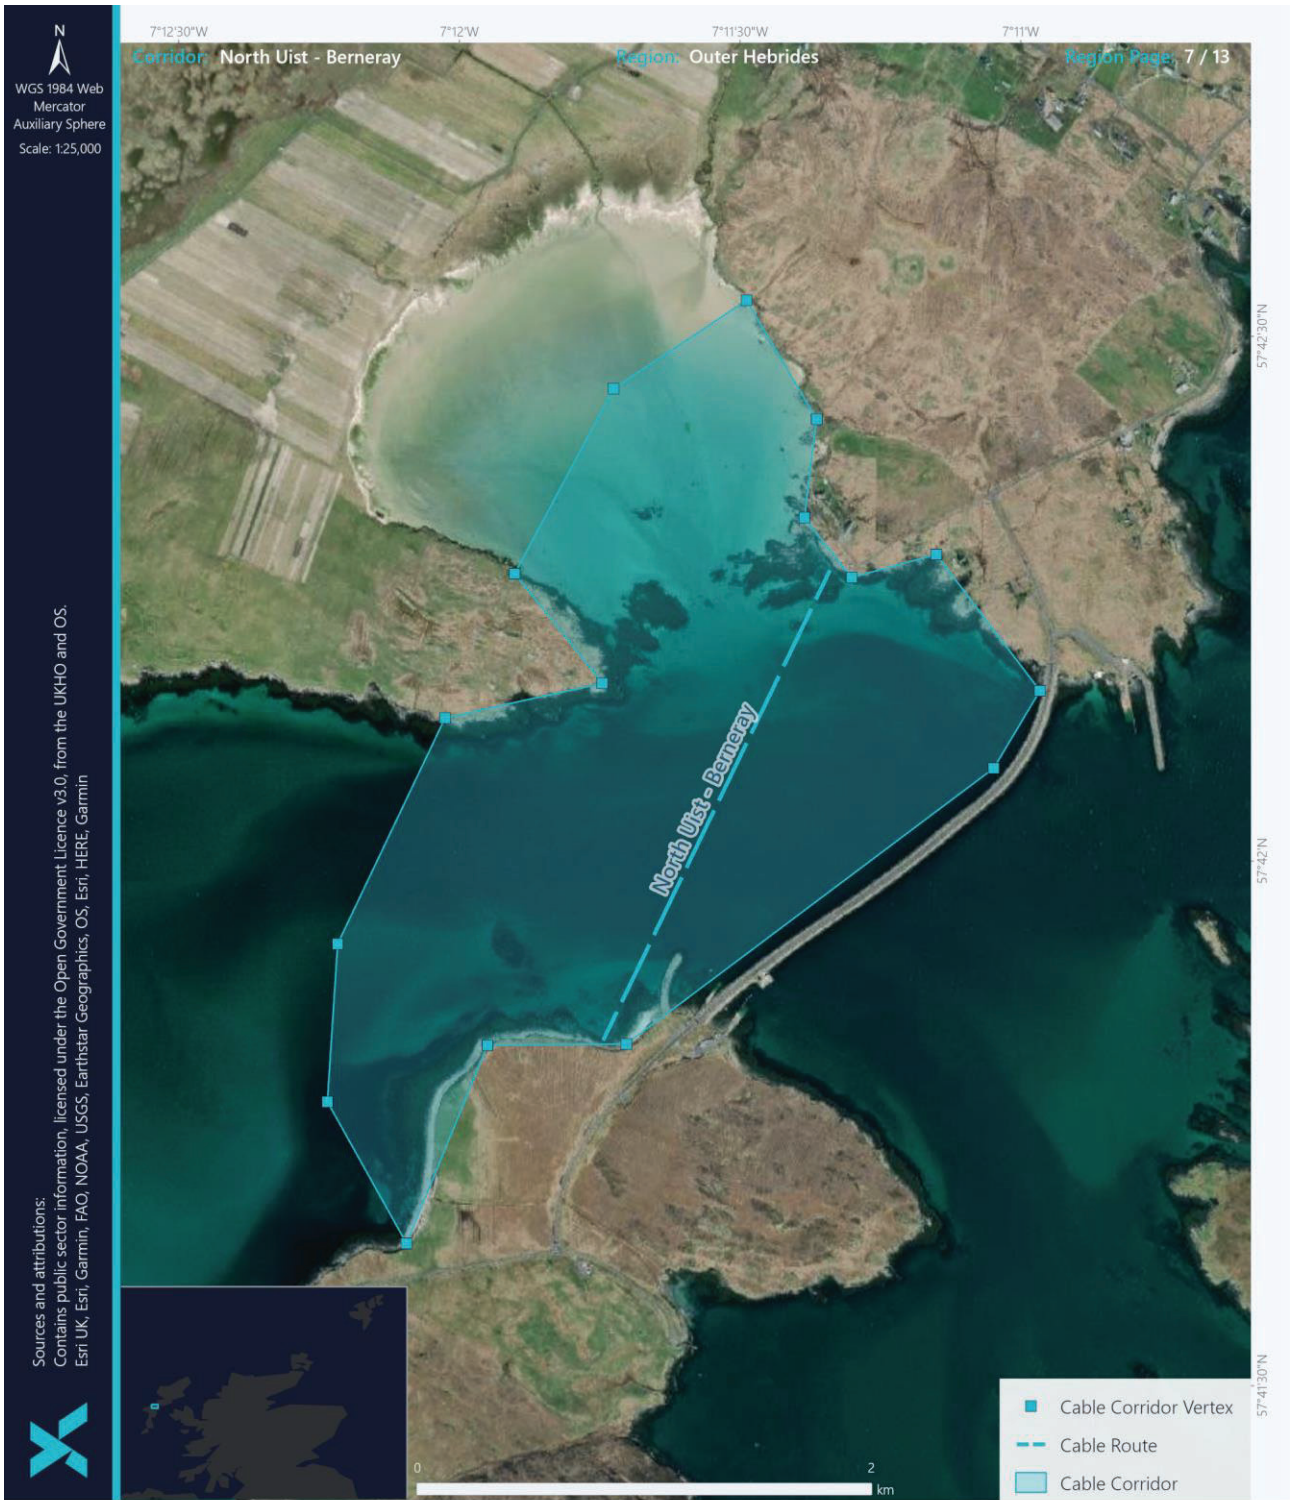 N
WGS 1984 Web
Mercator
Auxiliary Sphere
Scale: 1:25,000
7°12'30"W
7°12'W
7°11'30"W
7°11'W
Corridor: North Uist - Berneray
Region: Outer Hebrides
Region Page: 7 / 13
57°42'30"N
57°42'N
57°41'30"N
North Uist - Berneray
Sources and attributions:
Contains public sector information, licensed under the Open Government Licence v3.0, from the UKHO and OS.
Esri UK, Esri, Garmin, FAO, NOAA, USGS, Earthstar Geographics, OS, Esri, HERE, Garmin
0
2
km
Cable Corridor Vertex
Cable Route
Cable Corridor